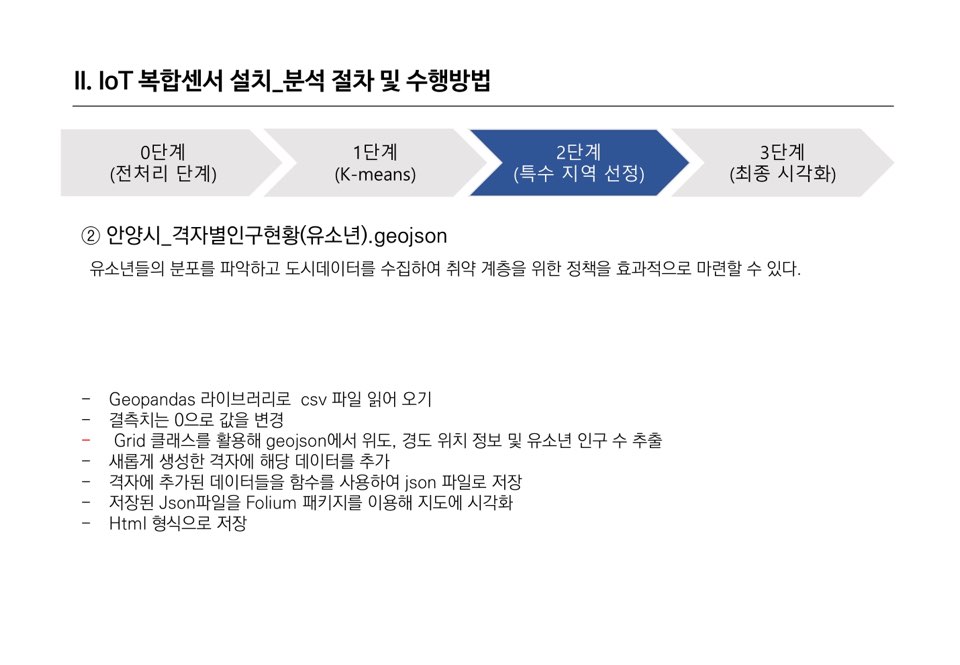 II. IoT 복합센서 설치_분석 절차 및 수행방법
0단계
(전처리 단계)
1단계
(K-means)
2단계
(특수 지역 선정)
3단계
(최종 시각화)
② 안양시_격자별인구현황(유소년).geojson
유소년들의 분포를 파악하고 도시데이터를 수집하여 취약 계층을 위한 정책을 효과적으로 마련할 수 있다.
- Geopandas 라이브러리로 csv 파일 읽어 오기
- 결측치는 0으로 값을 변경
- Grid 클래스를 활용해 geojson에서 위도, 경도 위치 정보 및 유소년 인구 수 추출
- 새롭게 생성한 격자에 해당 데이터를 추가
- 격자에 추가된 데이터들을 함수를 사용하여 json 파일로 저장
- 저장된 Json파일을 Folium 패키지를 이용해 지도에 시각화
- Html 형식으로 저장